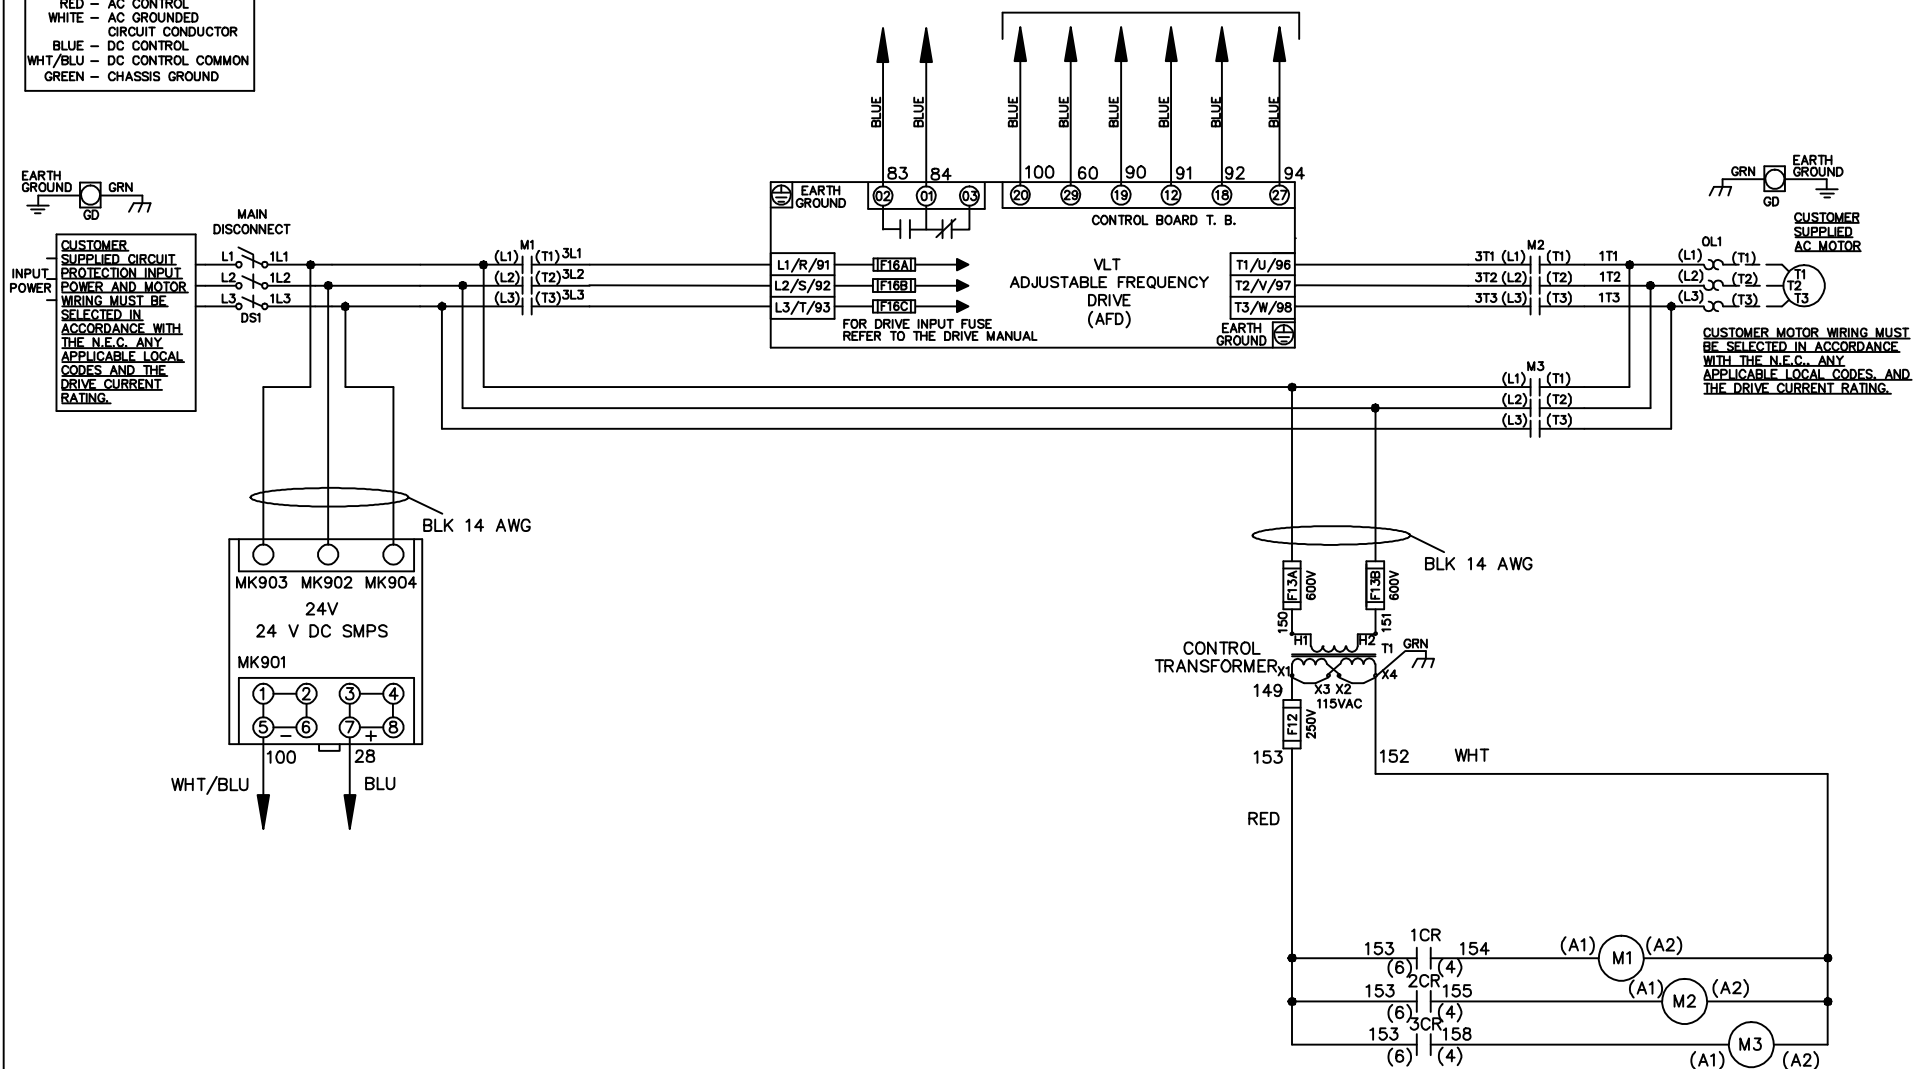 RED – AC CONTROL
WHITE – AC GROUNDED
CIRCUIT CONDUCTOR
BLUE – DC CONTROL
WHT/BLU – DC CONTROL COMMON
GREEN – CHASSIS GROUND
BLUE
BLUE
BLUE
BLUE
BLUE
BLUE
BLUE
BLUE
83
84
100
60
90
91
92
94
EARTH
GROUND
02
01
03
20
29
19
12
18
27
CONTROL BOARD T. B.
EARTH
GROUND
GRN
GD
MAIN
DISCONNECT
INPUT
POWER
CUSTOMER
SUPPLIED CIRCUIT
PROTECTION INPUT
POWER AND MOTOR
WIRING MUST BE
SELECTED IN
ACCORDANCE WITH
THE N.E.C. ANY
APPLICABLE LOCAL
CODES AND THE
DRIVE CURRENT
RATING.
L1 1L1
L2 1L2
L3 1L3
DS1
M1
(L1) (T1) 3L1
(L2) (T2) 3L2
(L3) (T3) 3L3
L1/R/91
L2/S/92
L3/T/93
F16A
F16B
F16C
FOR DRIVE INPUT FUSE
REFER TO THE DRIVE MANUAL
VLT
ADJUSTABLE FREQUENCY
DRIVE
(AFD)
T1/U/96
T2/V/97
T3/W/98
EARTH
GROUND
M2
3T1 (L1) (T1) 1T1
3T2 (L2) (T2) 1T2
3T3 (L3) (T3) 1T3
OL1
(L1) (T1)
(L2) (T2)
(L3) (T3)
T1
T2
T3
GRN
EARTH
GROUND
GD
CUSTOMER
SUPPLIED
AC MOTOR
CUSTOMER MOTOR WIRING MUST
BE SELECTED IN ACCORDANCE
WITH THE N.E.C., ANY
APPLICABLE LOCAL CODES, AND
THE DRIVE CURRENT RATING.
M3
(L1) (T1)
(L2) (T2)
(L3) (T3)
BLK 14 AWG
MK903 MK902 MK904
24V
24 V DC SMPS
MK901
1 2 3 4
5 6 7 8
– +
100
28
WHT/BLU
BLU
BLK 14 AWG
F13A
600V
F13B
600V
150
151
H1
H2
T1
GRN
CONTROL
TRANSFORMER
X1
X3 X2
X4
115VAC
149
F12
250V
153
152
WHT
RED
1CR
153 154
(6) (4)
(A1) M1 (A2)
2CR
153 155
(6) (4)
(A1) M2 (A2)
3CR
153 158
(6) (4)
(A1) M3 (A2)